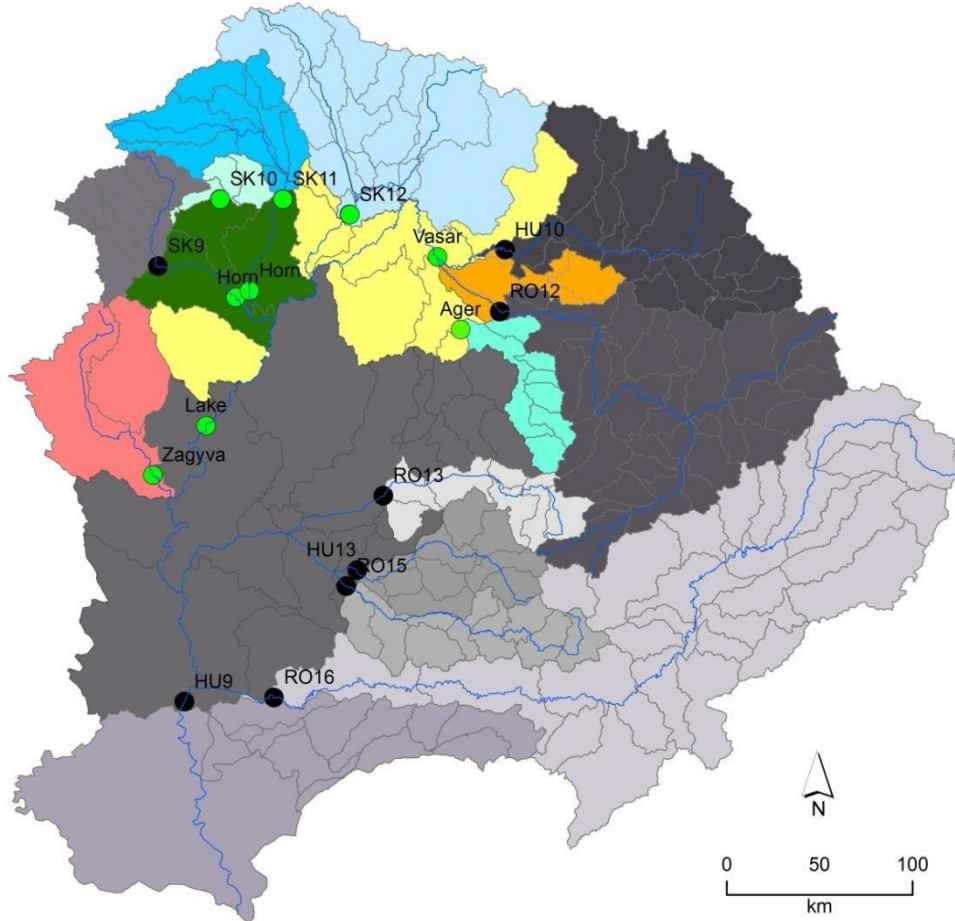 SK10
SK11
SK12
Vasar
HU10
SK9
Horn
Horn
RO12
Ager
Lake
Zagyva
RO13
HU13
RO15
HU9
RO16
N
0 50 100
km